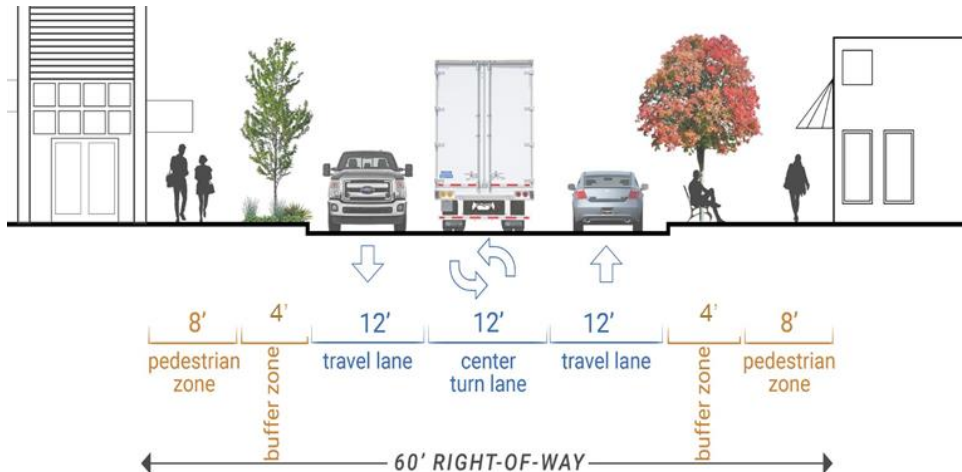 8' 4' 12' 12' 12' 4' 8'
pedestrian zone
buffer zone
travel lane
center turn lane
travel lane
buffer zone
pedestrian zone
60' RIGHT-OF-WAY